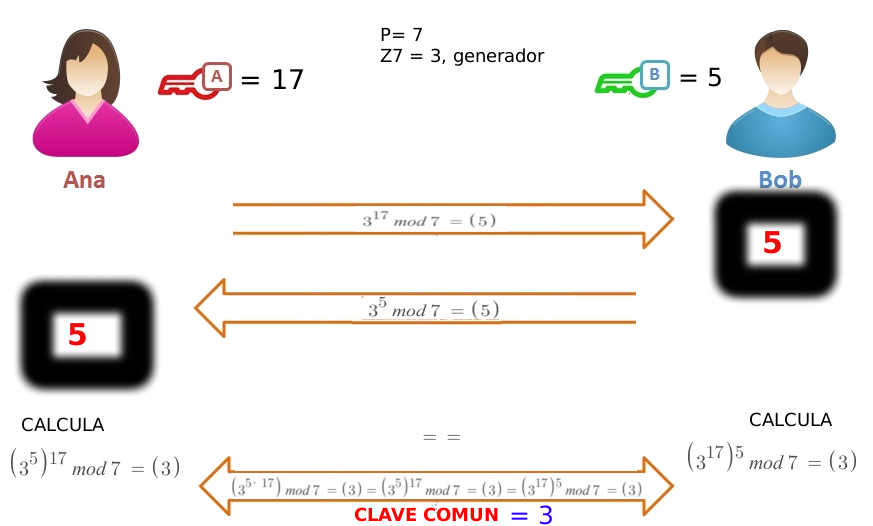 P= 7
Z7 = 3, generador
A = 17
B = 5
Ana
Bob
3^17 mod 7 = (5)
5
3^5 mod 7 = (5)
5
CALCULA
(3^5)^17 mod 7 = (3)
CALCULA
(3^17)^5 mod 7 = (3)
= =
(3^5· 17) mod 7 = (3) = (3^5)^17 mod 7 = (3) = (3^17)^5 mod 7 = (3)
CLAVE COMUN = 3